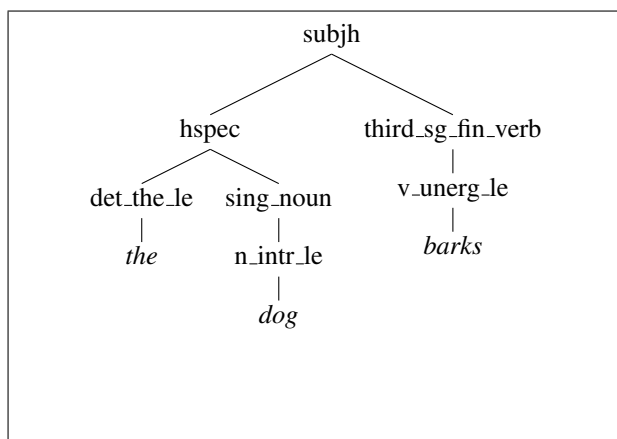 subjh
hspec third_sg_fin_verb
det_the_le sing_noun v_unerg_le
the n_intr_le barks
dog